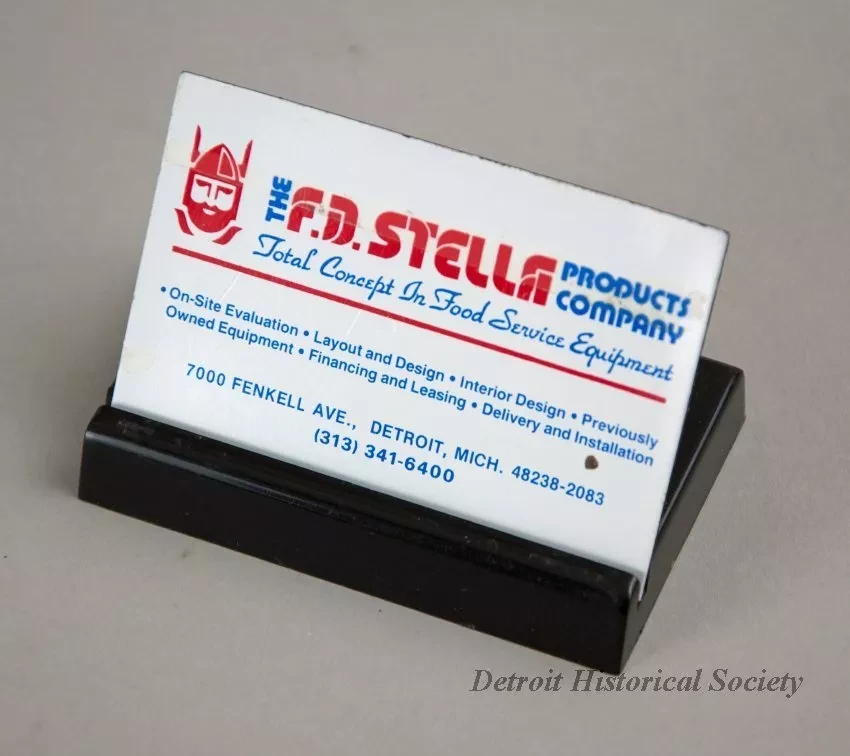 THE F.D. STELLA PRODUCTS COMPANY
Total Concept In Food Service Equipment
• On-Site Evaluation • Layout and Design • Interior Design • Previously
Owned Equipment • Financing and Leasing • Delivery and Installation
7000 FENKELL AVE., DETROIT, MICH. 48238-2083
(313) 341-6400
Detroit Historical Society